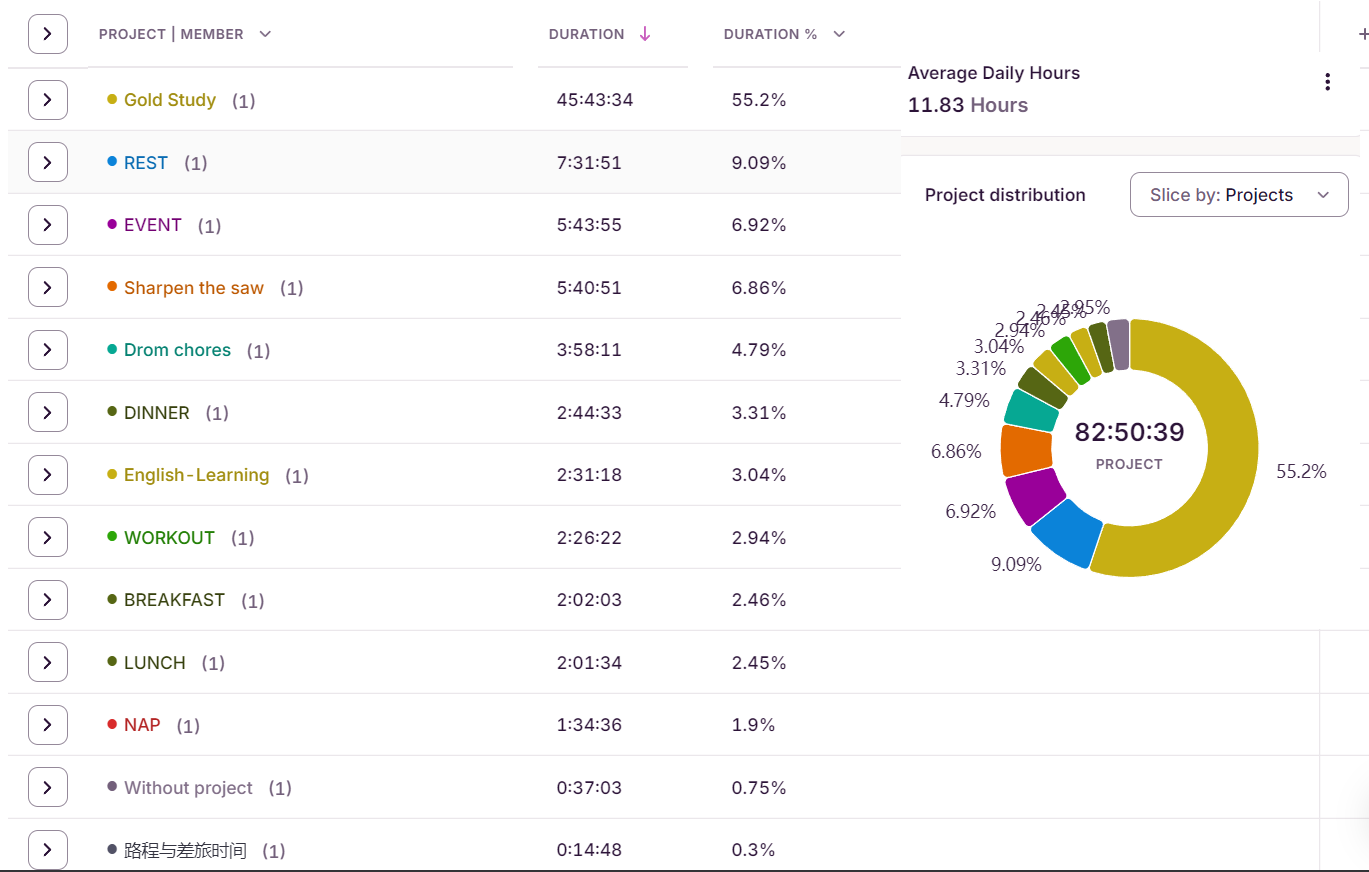 PROJECT | MEMBER DURATION DURATION %
Gold Study (1) 45:43:34 55.2%
REST (1) 7:31:51 9.09%
EVENT (1) 5:43:55 6.92%
Sharpen the saw (1) 5:40:51 6.86%
Drom chores (1) 3:58:11 4.79%
DINNER (1) 2:44:33 3.31%
English-Learning (1) 2:31:18 3.04%
WORKOUT (1) 2:26:22 2.94%
BREAKFAST (1) 2:02:03 2.46%
LUNCH (1) 2:01:34 2.45%
NAP (1) 1:34:36 1.9%
Without project (1) 0:37:03 0.75%
路程与差旅时间 (1) 0:14:48 0.3%
Average Daily Hours
11.83 Hours
Project distribution
Slice by: Projects
2.95%
2.45%
2.46%
2.94%
3.04%
3.31%
4.79%
6.86%
6.92%
9.09%
55.2%
82:50:39
PROJECT